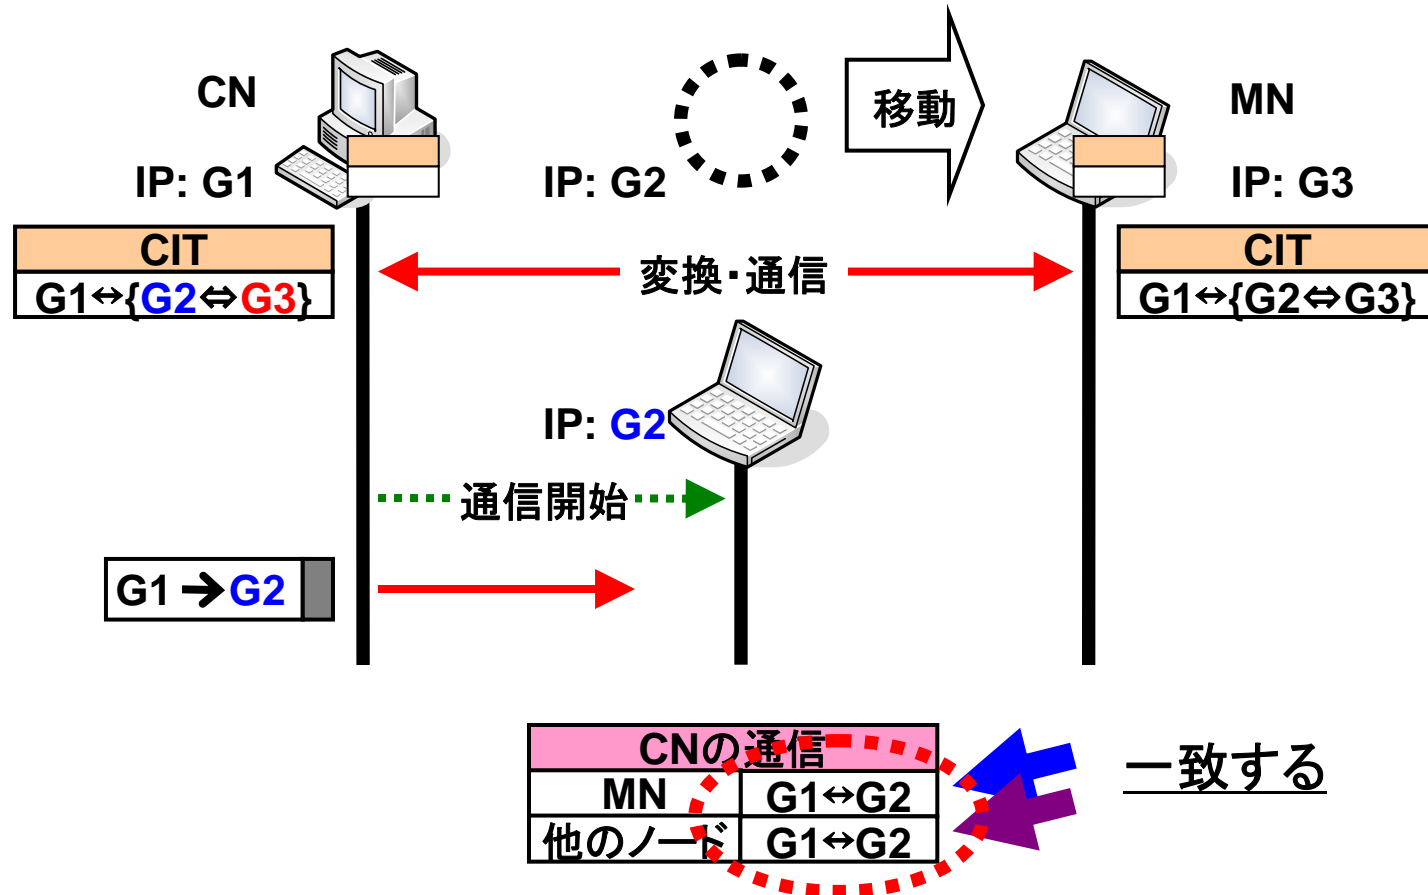 CN
移動
MN
IP: G1
IP: G2
IP: G3
CIT
G1↔{G2⇔G3}
変換・通信
CIT
G1↔{G2⇔G3}
IP: G2
通信開始
G1➔G2
CNの通信
MN G1↔G2
他のノード G1↔G2
一致する